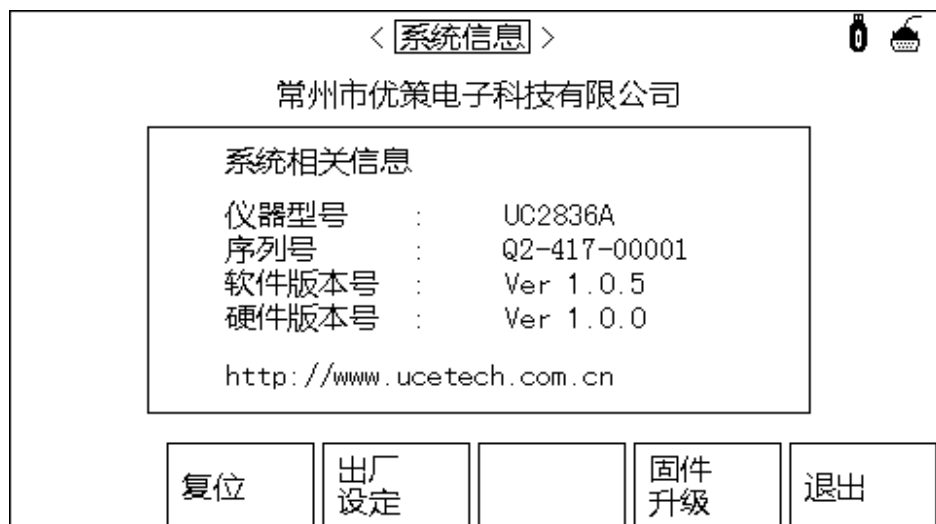 < 系统信息 >
常州市优策电子科技有限公司
系统相关信息
仪器型号 : UC2836A
序列号 : Q2-417-00001
软件版本号 : Ver 1.0.5
硬件版本号 : Ver 1.0.0
http://www.ucetech.com.cn
复位
出厂
设定
固件
升级
退出